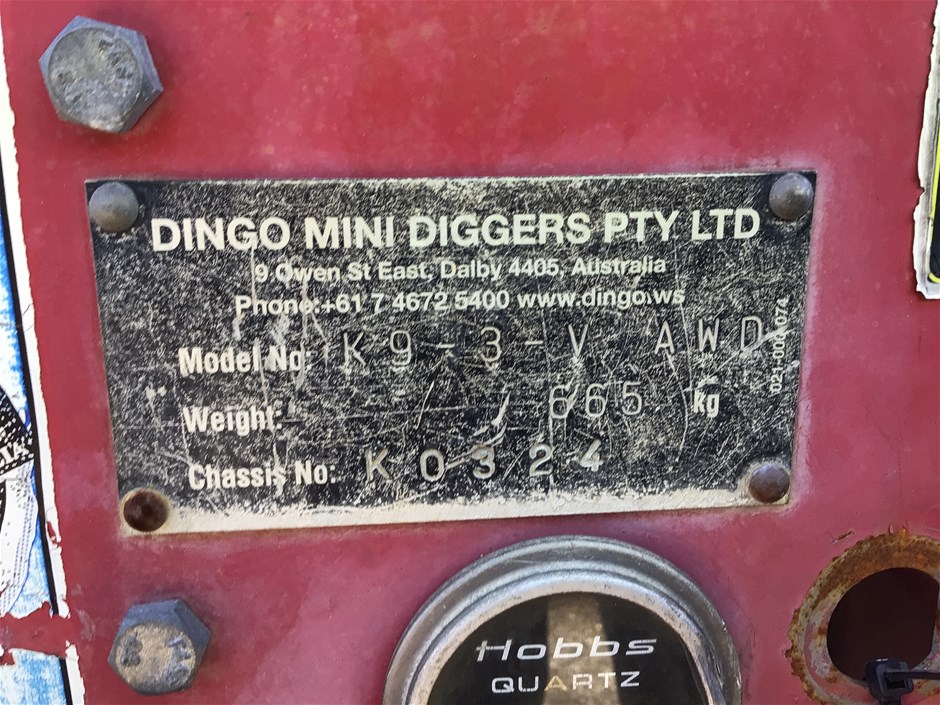 DINGO MINI DIGGERS PTY LTD
9 Owen St East, Dalby 4405, Australia
Phone:+61 7 4672 5400 www.dingo.ws
Model No: K9-3-V AWD
Weight: 665 kg
Chassis No: K0324
Hobbs
QUARTZ